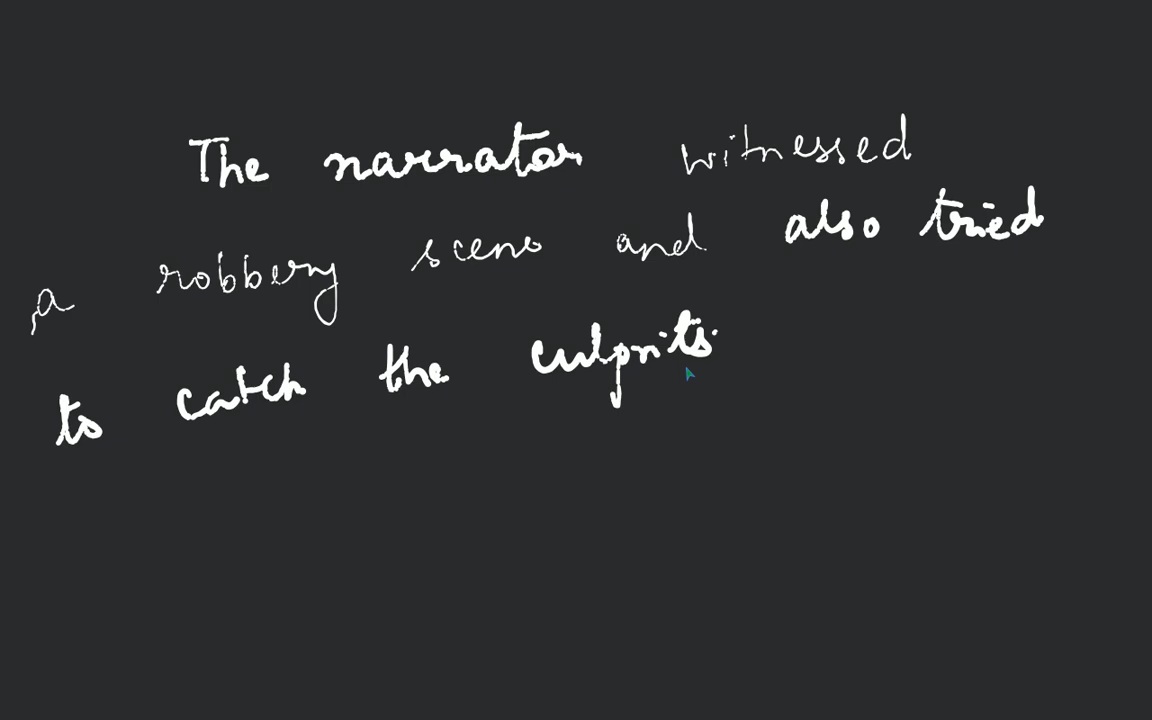 The narrator witnessed
a robbery scene and also tried
to catch the culprits.